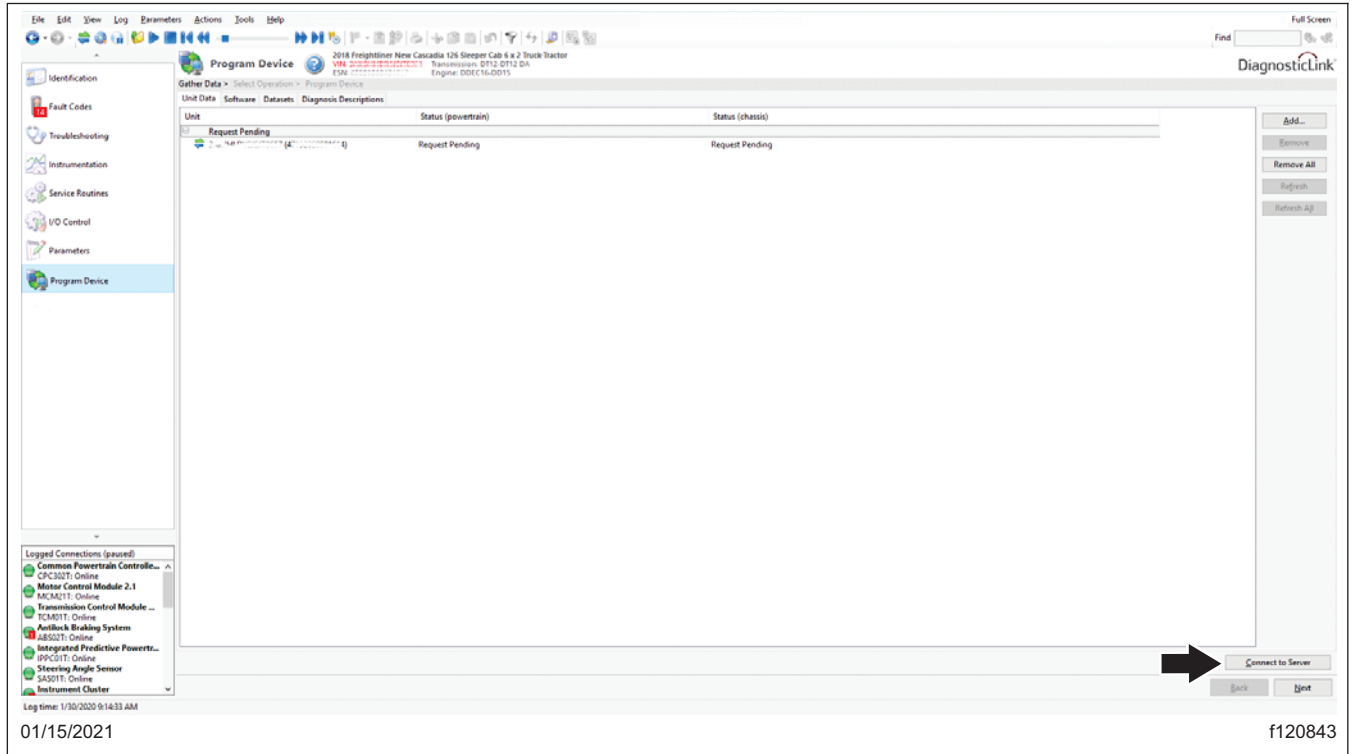 File Edit View Log Parameters Actions Tools Help
Full Screen
Find
Program Device
2018 Freightliner New Cascadia 126 Sleeper Cab 6 x 2 Truck-Tractor
VIN: Transmission: DT12-DT12 DA
ESN: Engine: DDEC16-DD15
DiagnosticLink
Gather Data > Select Operation > Program Device
Unit Data Software Datasets Diagnosis Descriptions
Identification
Fault Codes
14
Troubleshooting
Instrumentation
Service Routines
I/O Control
Parameters
Program Device
Unit Status (powertrain) Status (chassis)
Request Pending
Request Pending Request Pending
Add...
Remove
Remove All
Refresh
Refresh All
Logged Connections (paused)
Common Powertrain Controlle...
CPC302T: Online
Motor Control Module 2.1
MCM21T: Online
Transmission Control Module ...
TCM01T: Online
Antilock Braking System
ABS02T: Online
Integrated Predictive Powertr...
IPPC01T: Online
Steering Angle Sensor
SAS01T: Online
Instrument Cluster
Connect to Server
Back Next
Log time: 1/30/2020 9:14:33 AM
01/15/2021
f120843